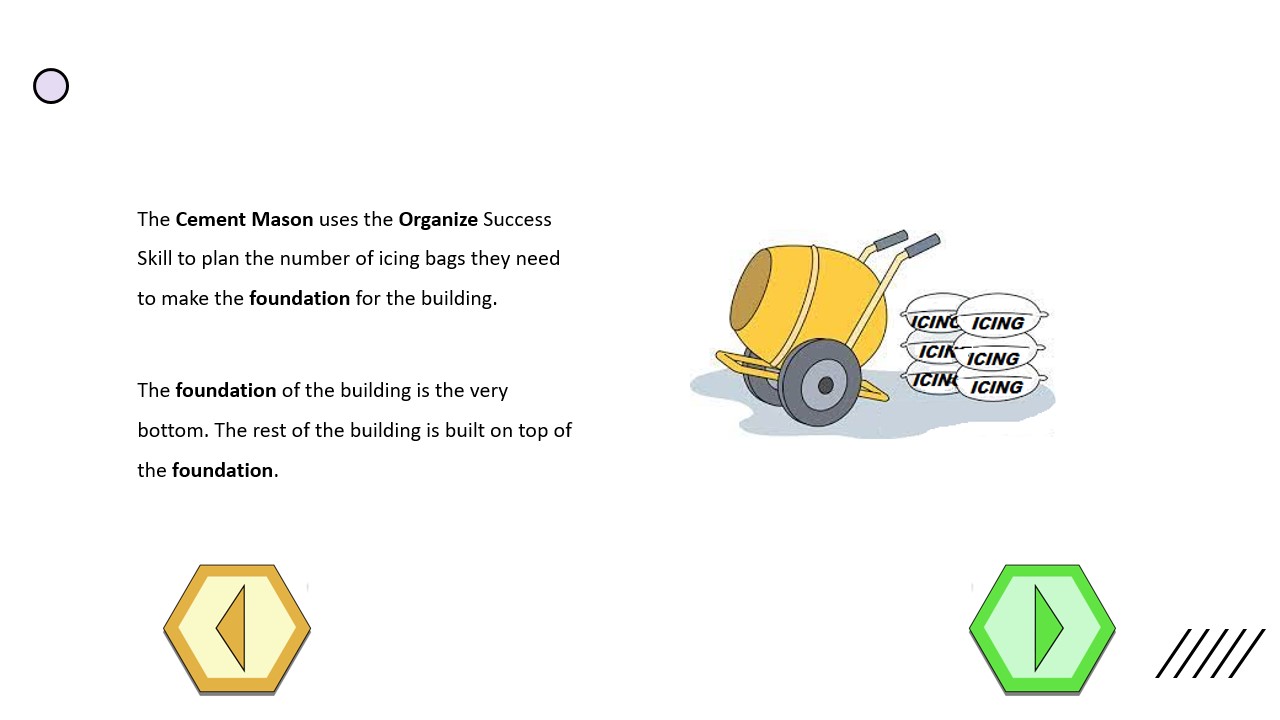 The Cement Mason uses the Organize Success
Skill to plan the number of icing bags they need
to make the foundation for the building.
The foundation of the building is the very
bottom. The rest of the building is built on top of
the foundation.
ICING
ICING
ICING
ICING